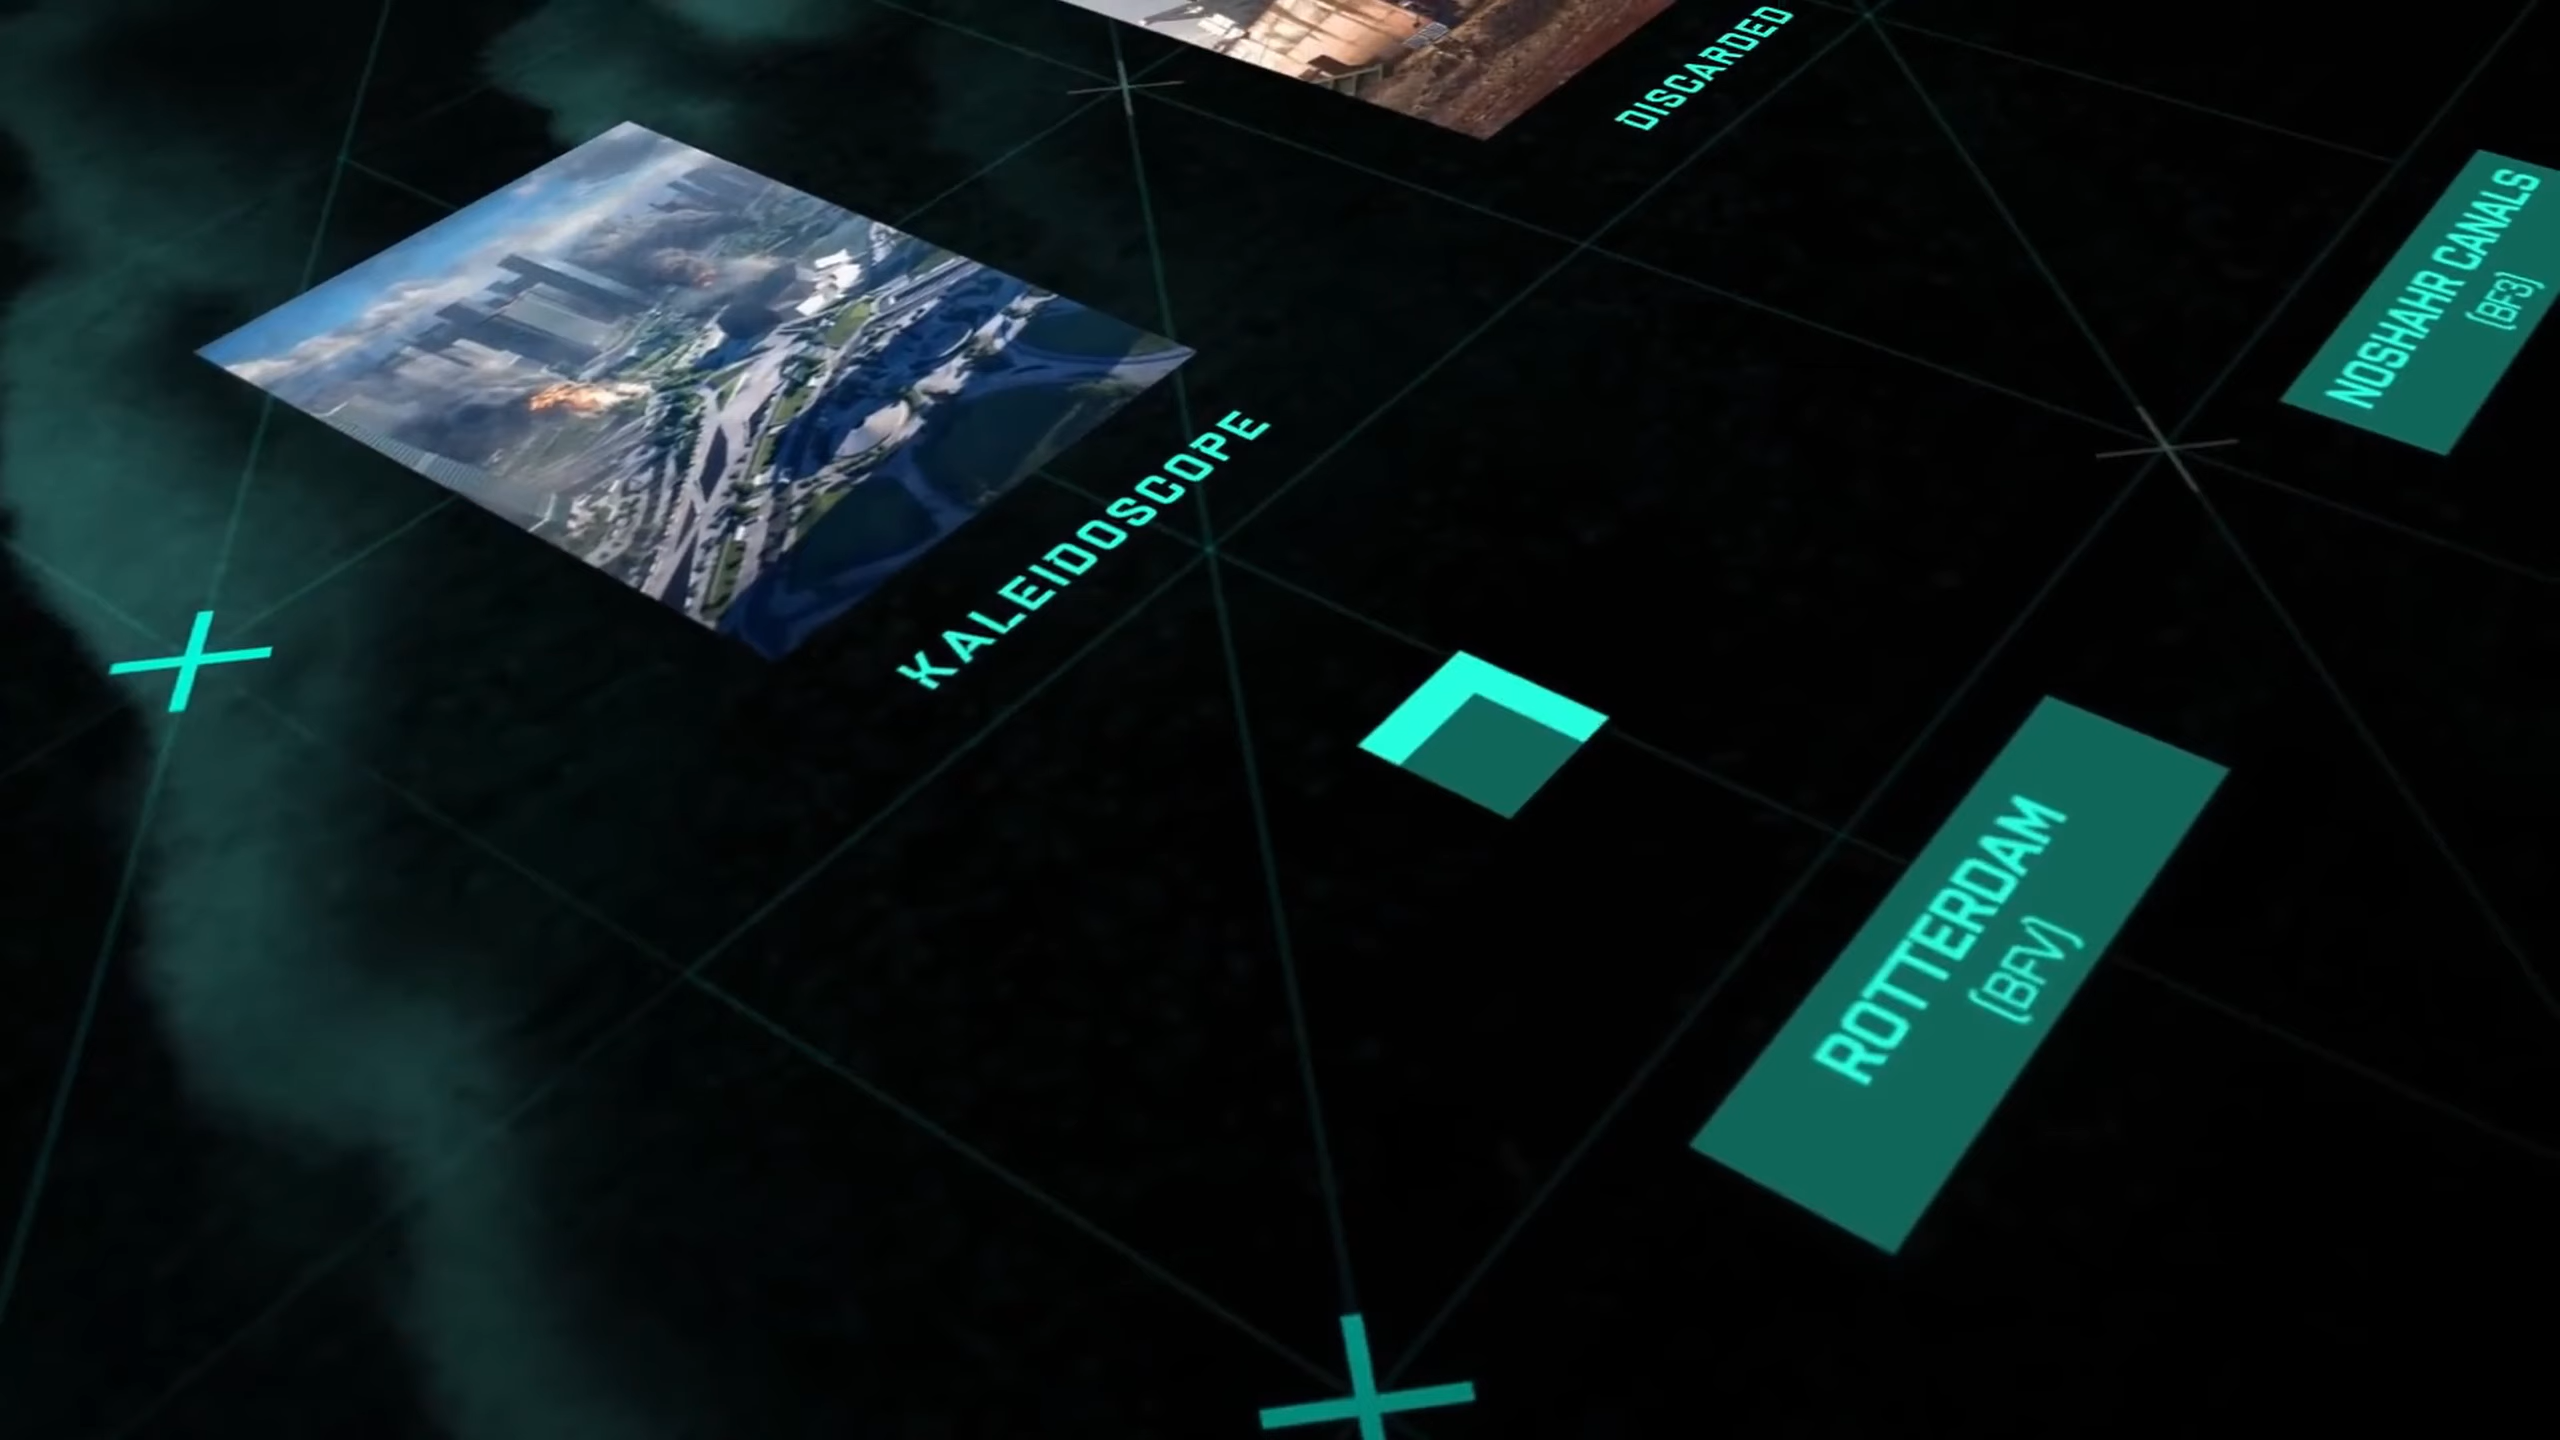 DISCARDED
NOSHAHR CANALS
(BF3)
KALEIDOSCOPE
ROTTERDAM
(BFV)